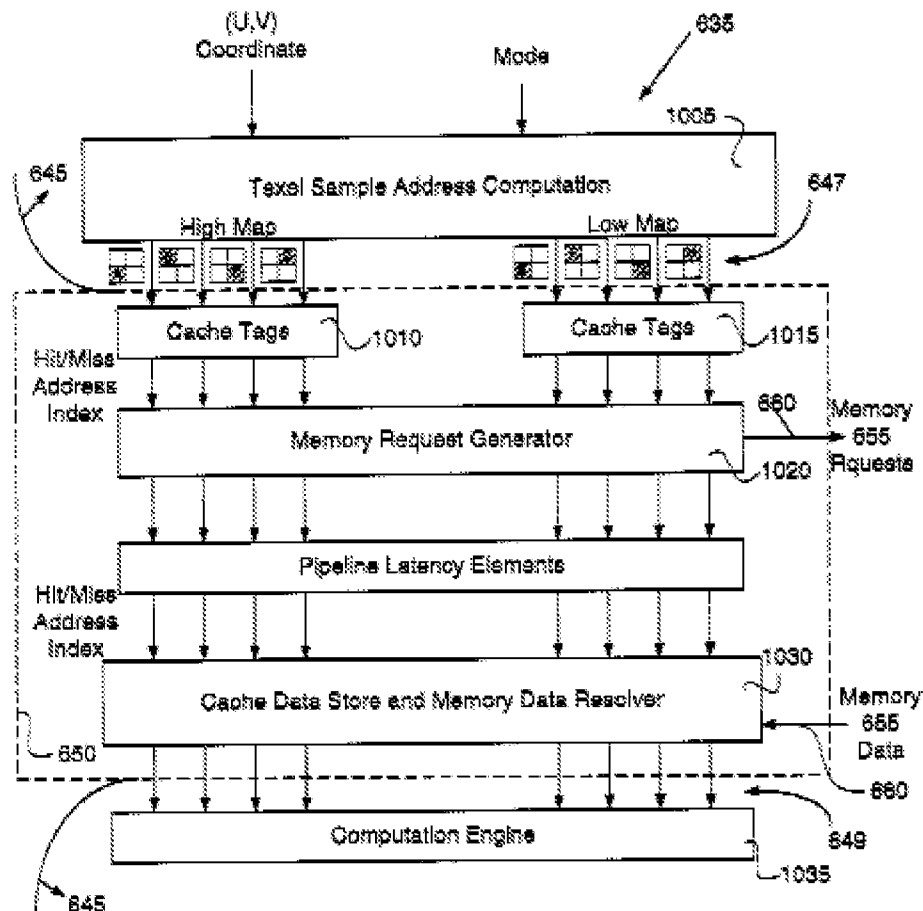 (U,V)
Coordinate
Mode
635
1005
Texel Sample Address Computation
645
647
High Map
Low Map
Cache Tags
1010
Cache Tags
1015
Hit/Miss
Address
Index
660
Memory
655
Rquests
Memory Request Generator
1020
Pipeline Latency Elements
Hit/Miss
Address
Index
1030
Cache Data Store and Memory Data Resolver
Memory
655
Data
650
660
Computation Engine
649
1035
645